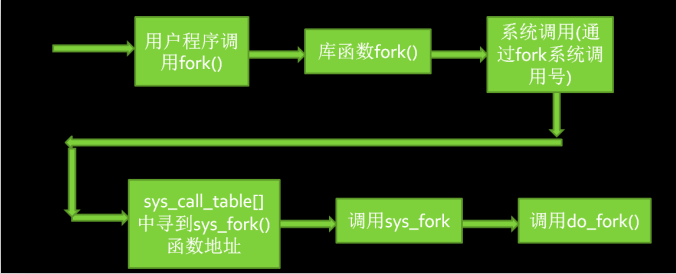 用户程序调
用fork()
库函数fork()
系统调用(通
过fork系统调
用号)
sys_call_table[]
中寻到sys_fork()
函数地址
调用sys_fork
调用do_fork()